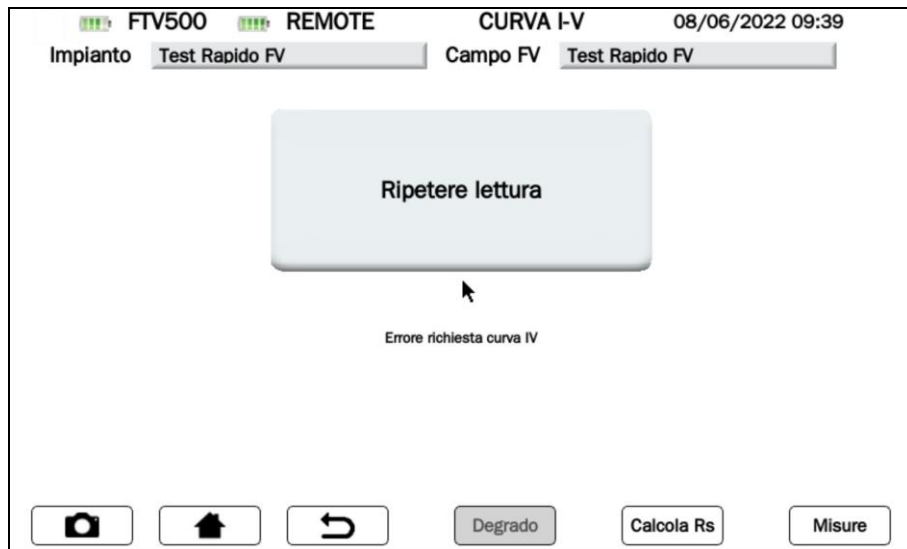 FTV500 REMOTE CURVA I-V 08/06/2022 09:39
Impianto Test Rapido FV Campo FV Test Rapido FV
Ripetere lettura
Errore richiesta curva IV
Degrado Calcola Rs Misure